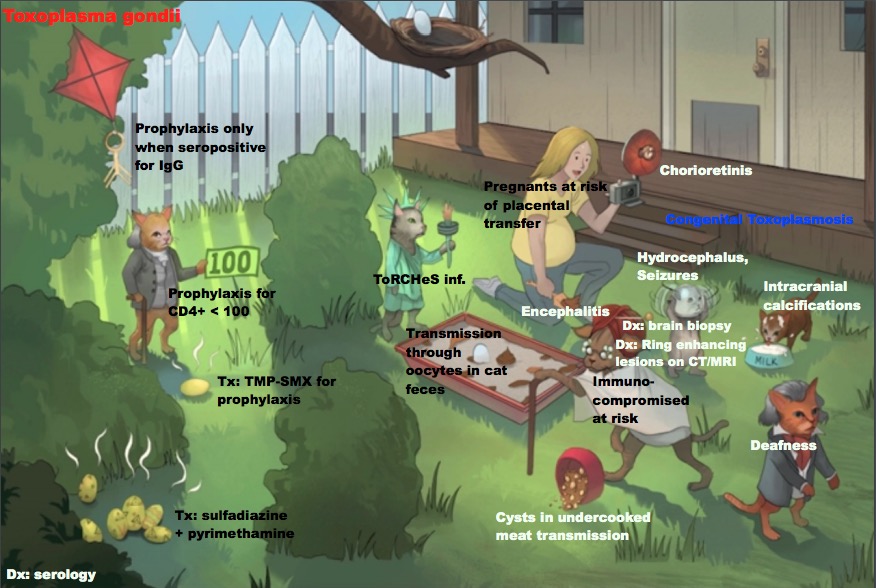 Toxoplasma gondii
Prophylaxis only
when seropositive
for IgG
Chorioretinis
Pregnants at risk
of placental
transfer
Congenital Toxoplasmosis
Hydrocephalus,
Seizures
100
Prophylaxis for
CD4+ < 100
ToRCHeS inf.
Intracranial
calcifications
Encephalitis
Dx: brain biopsy
Dx: Ring enhancing
lesions on CT/MRI
MILK
Transmission
through
oocytes in cat
feces
Tx: TMP-SMX for
prophylaxis
Immuno-
compromised
at risk
Deafness
Tx: sulfadiazine
+ pyrimethamine
Cysts in undercooked
meat transmission
Dx: serology